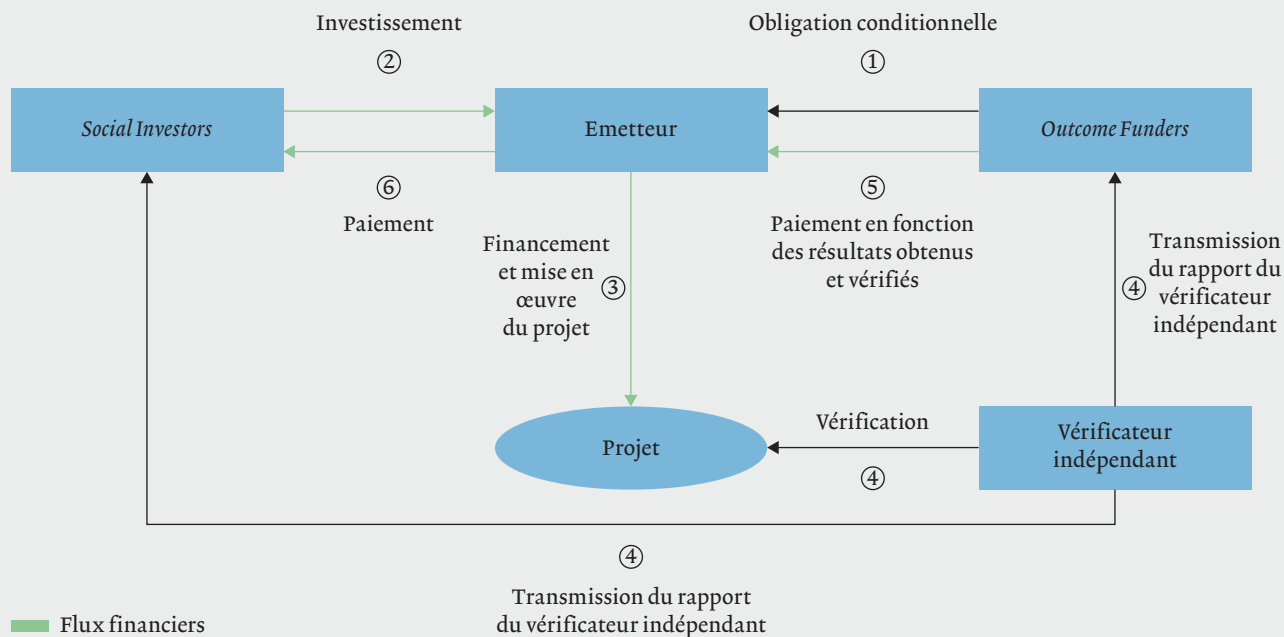 Investissement
②
Obligation conditionnelle
①
Social Investors
Emetteur
Outcome Funders
⑥
Paiement
⑤
Paiement en fonction
des résultats obtenus
et vérifiés
Financement
et mise en
œuvre
du projet
③
Transmission
du rapport du
vérificateur
indépendant
④
Projet
Vérification
④
Vérificateur
indépendant
④
Transmission du rapport
du vérificateur indépendant
Flux financiers